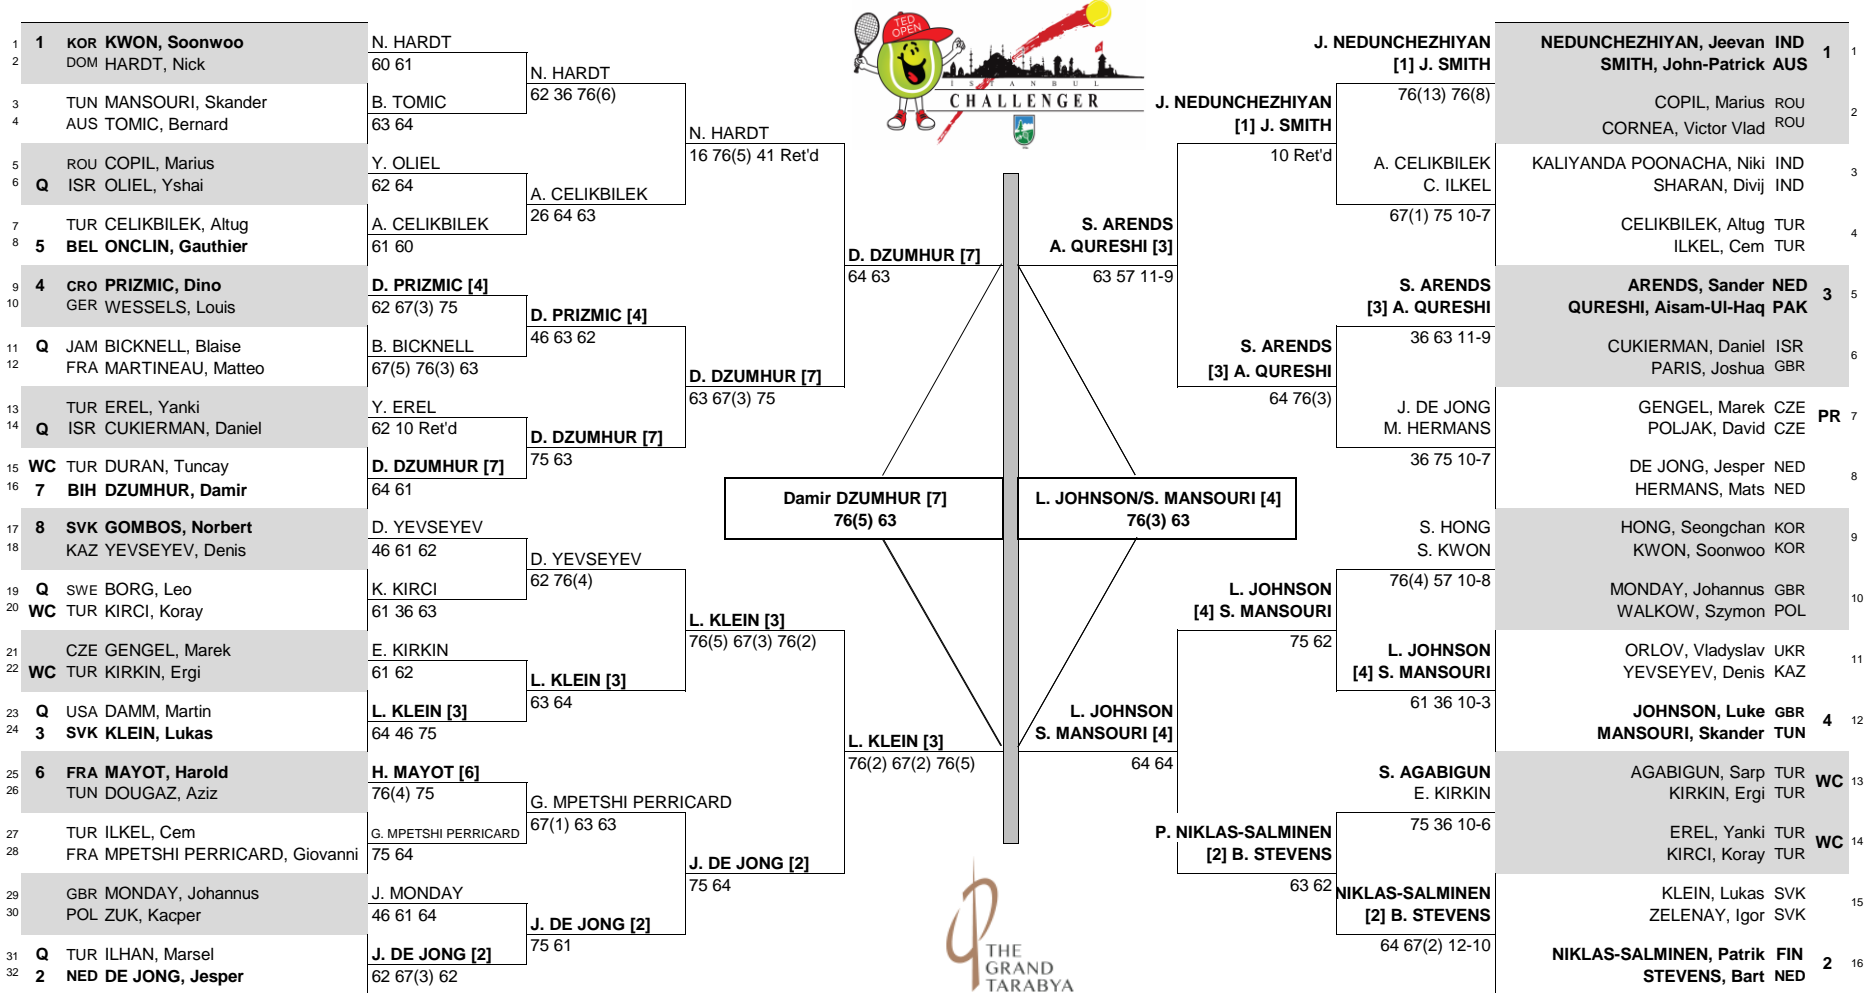 1 1 KOR KWON, Soonwoo
2 DOM HARDT, Nick
3 TUN MANSOURI, Skander
4 AUS TOMIC, Bernard
5 ROU COPIL, Marius
6 Q ISR OLIEL, Yshai
7 TUR CELIKBILEK, Altug
8 5 BEL ONCLIN, Gauthier
9 4 CRO PRIZMIC, Dino
10 GER WESSELS, Louis
11 Q JAM BICKNELL, Blaise
12 FRA MARTINEAU, Matteo
13 TUR EREL, Yanki
14 Q ISR CUKIERMAN, Daniel
15 WC TUR DURAN, Tuncay
16 7 BIH DZUMHUR, Damir
17 8 SVK GOMBOS, Norbert
18 KAZ YEVSEYEV, Denis
19 Q SWE BORG, Leo
20 WC TUR KIRCI, Koray
21 CZE GENGEL, Marek
22 WC TUR KIRKIN, Ergi
23 Q USA DAMM, Martin
24 3 SVK KLEIN, Lukas
25 6 FRA MAYOT, Harold
26 TUN DOUGAZ, Aziz
27 TUR ILKEL, Cem
28 FRA MPETSHI PERRICARD, Giovanni
29 GBR MONDAY, Johannus
30 POL ZUK, Kacper
31 Q TUR ILHAN, Marsel
32 2 NED DE JONG, Jesper
N. HARDT
60 61
B. TOMIC
63 64
Y. OLIEL
62 64
A. CELIKBILEK
61 60
D. PRIZMIC [4]
62 67(3) 75
B. BICKNELL
67(5) 76(3) 63
Y. EREL
62 10 Ret'd
D. DZUMHUR [7]
64 61
D. YEVSEYEV
46 61 62
K. KIRCI
61 36 63
E. KIRKIN
61 62
L. KLEIN [3]
64 46 75
H. MAYOT [6]
76(4) 75
G. MPETSHI PERRICARD
75 64
J. MONDAY
46 61 64
J. DE JONG [2]
62 67(3) 62
N. HARDT
62 36 76(6)
A. CELIKBILEK
26 64 63
D. PRIZMIC [4]
46 63 62
D. DZUMHUR [7]
75 63
D. YEVSEYEV
62 76(4)
L. KLEIN [3]
63 64
G. MPETSHI PERRICARD
67(1) 63 63
J. DE JONG [2]
75 61
N. HARDT
16 76(5) 41 Ret'd
D. DZUMHUR [7]
63 67(3) 75
L. KLEIN [3]
76(5) 67(3) 76(2)
J. DE JONG [2]
75 64
D. DZUMHUR [7]
64 63
L. KLEIN [3]
76(2) 67(2) 76(5)
Damir DZUMHUR [7]
76(5) 63
TED
OPEN
ISTANBUL
CHALLENGER
THE
GRAND
TARABYA
L. JOHNSON/S. MANSOURI [4]
76(3) 63
S. ARENDS
A. QURESHI [3]
63 57 11-9
L. JOHNSON
S. MANSOURI [4]
64 64
J. NEDUNCHEZHIYAN
[1] J. SMITH
10 Ret'd
S. ARENDS
[3] A. QURESHI
64 76(3)
L. JOHNSON
[4] S. MANSOURI
75 62
P. NIKLAS-SALMINEN
[2] B. STEVENS
63 62
J. NEDUNCHEZHIYAN
[1] J. SMITH
76(13) 76(8)
A. CELIKBILEK
C. ILKEL
67(1) 75 10-7
S. ARENDS
[3] A. QURESHI
36 63 11-9
J. DE JONG
M. HERMANS
36 75 10-7
S. HONG
S. KWON
76(4) 57 10-8
L. JOHNSON
[4] S. MANSOURI
61 36 10-3
S. AGABIGUN
E. KIRKIN
75 36 10-6
NIKLAS-SALMINEN
[2] B. STEVENS
64 67(2) 12-10
NEDUNCHEZHIYAN, Jeevan IND 1 1
SMITH, John-Patrick AUS
COPIL, Marius ROU 2
CORNEA, Victor Vlad ROU
KALIYANDA POONACHA, Niki IND 3
SHARAN, Divij IND
CELIKBILEK, Altug TUR 4
ILKEL, Cem TUR
ARENDS, Sander NED 3 5
QURESHI, Aisam-Ul-Haq PAK
CUKIERMAN, Daniel ISR 6
PARIS, Joshua GBR
GENGEL, Marek CZE PR 7
POLJAK, David CZE
DE JONG, Jesper NED 8
HERMANS, Mats NED
HONG, Seongchan KOR 9
KWON, Soonwoo KOR
MONDAY, Johannus GBR 10
WALKOW, Szymon POL
ORLOV, Vladyslav UKR 11
YEVSEYEV, Denis KAZ
JOHNSON, Luke GBR 4 12
MANSOURI, Skander TUN
AGABIGUN, Sarp TUR WC 13
KIRKIN, Ergi TUR
EREL, Yanki TUR WC 14
KIRCI, Koray TUR
KLEIN, Lukas SVK 15
ZELENAY, Igor SVK
NIKLAS-SALMINEN, Patrik FIN 2 16
STEVENS, Bart NED